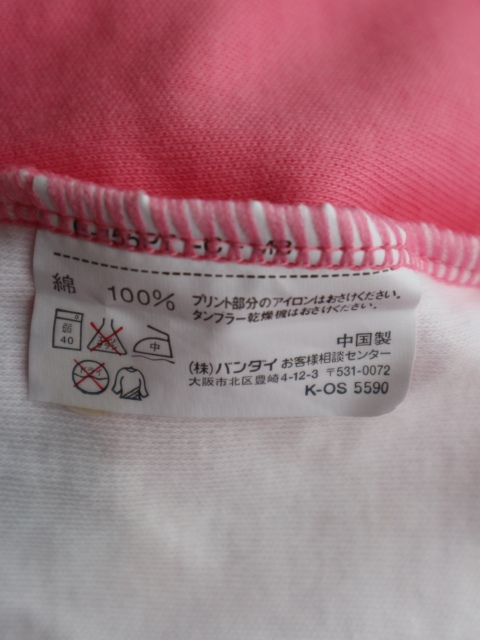 綿 100%
プリント部分のアイロンはおさけください。
タンブラー乾燥機はおさけください。
弱
40
中
中国製
(株)バンダイ お客様相談センター
大阪市北区豊崎4-12-3 〒531-0072
K-OS 5590